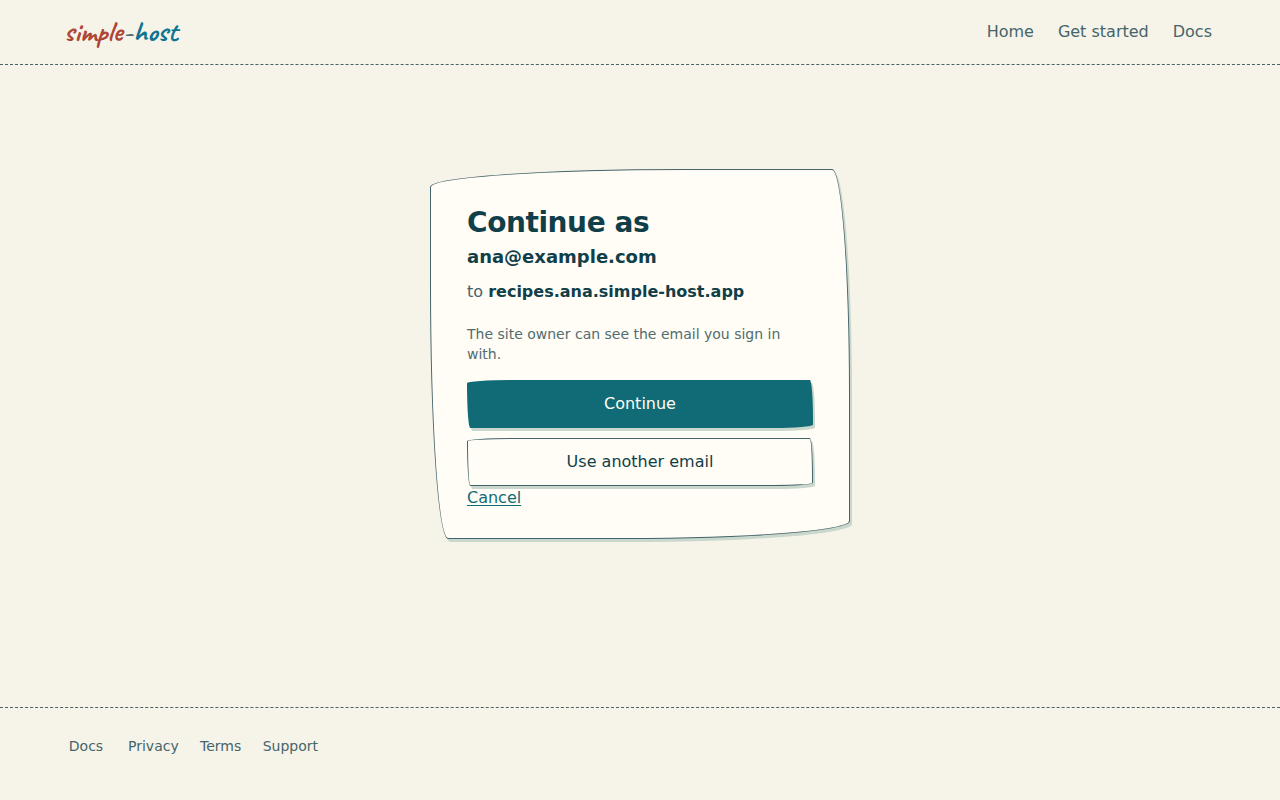 simple-host
Home Get started Docs
Continue as
ana@example.com
to recipes.ana.simple-host.app
The site owner can see the email you sign in
with.
Continue
Use another email
Cancel
Docs Privacy Terms Support